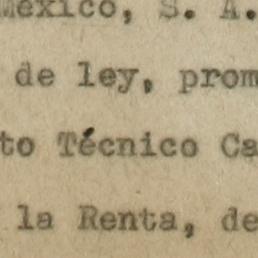 México, S. A.
de ley, prom
to Técnico Ca
la Renta, de